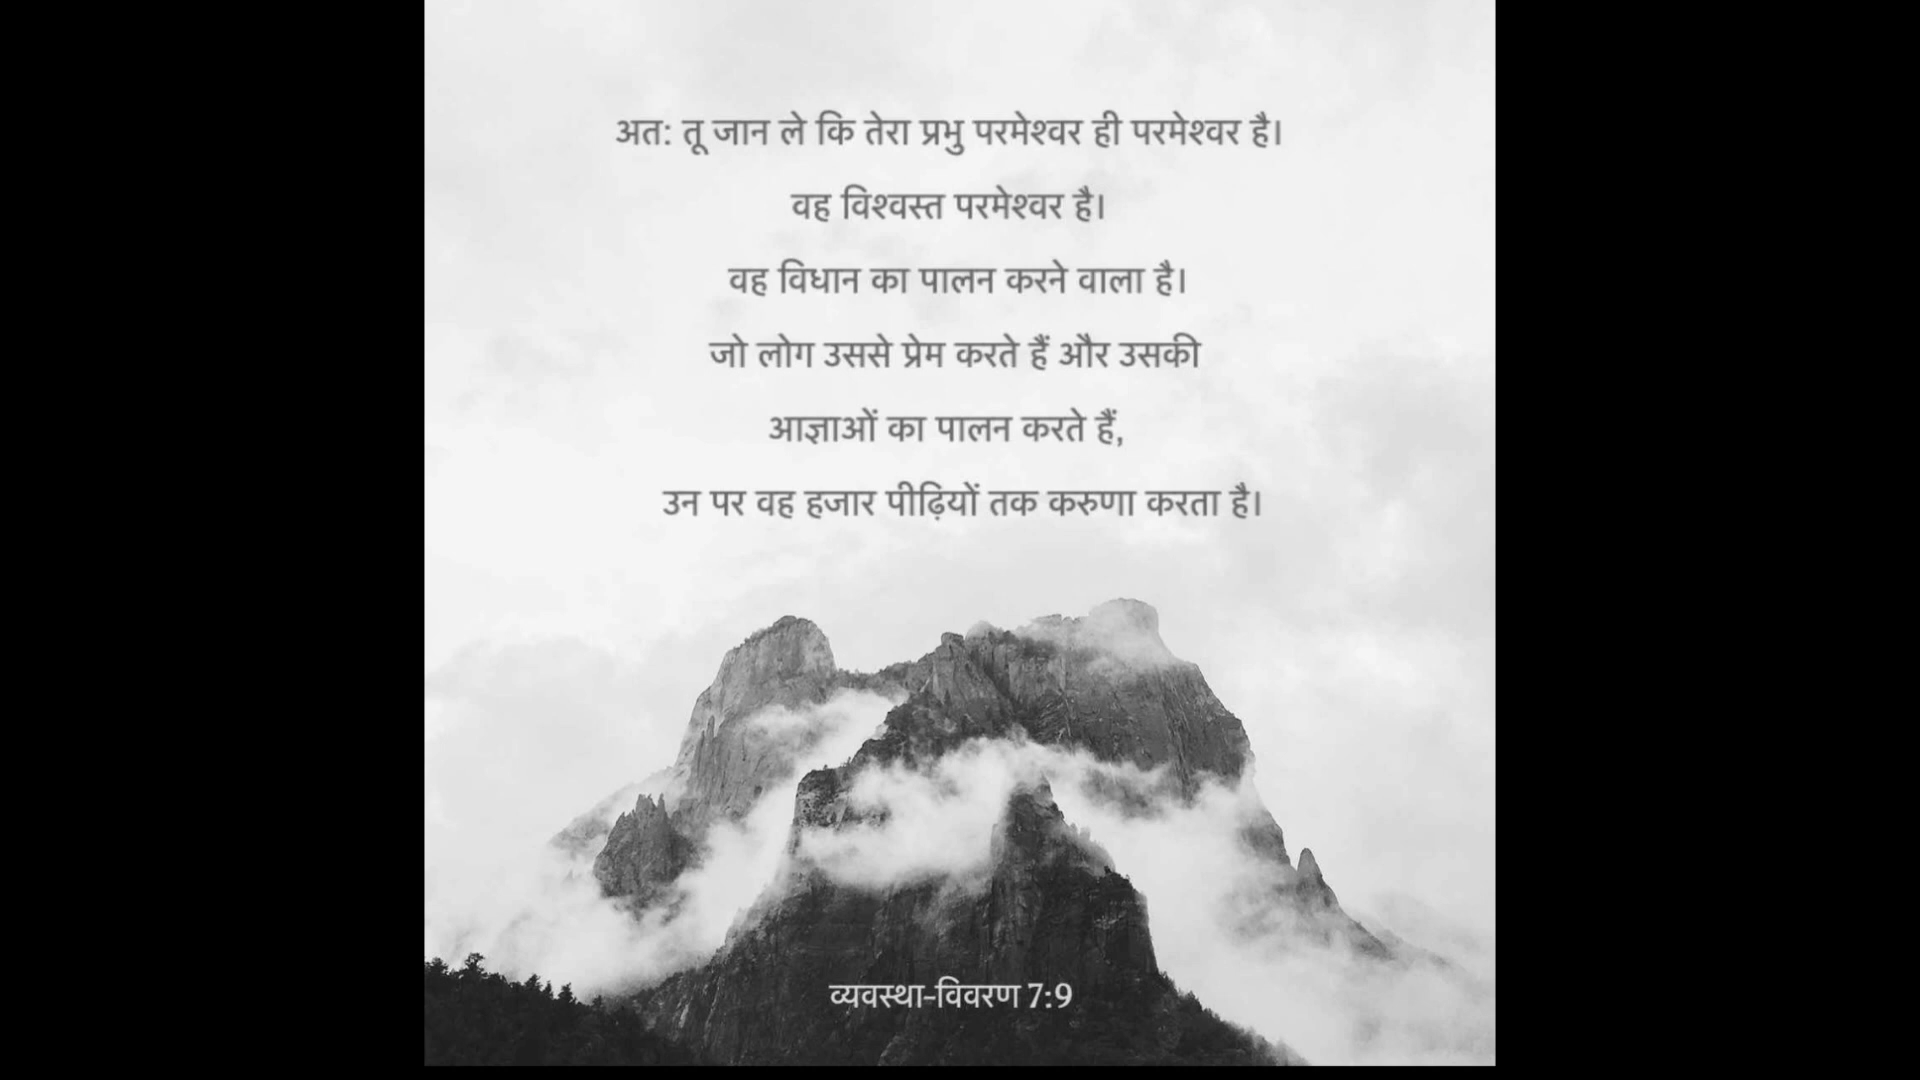 अत: तू जान ले कि तेरा प्रभु परमेश्वर ही परमेश्वर है।
वह विश्वस्त परमेश्वर है।
वह विधान का पालन करने वाला है।
जो लोग उससे प्रेम करते हैं और उसकी
आज्ञाओं का पालन करते हैं,
उन पर वह हजार पीढ़ियों तक करुणा करता है।
व्यवस्था-विवरण 7:9